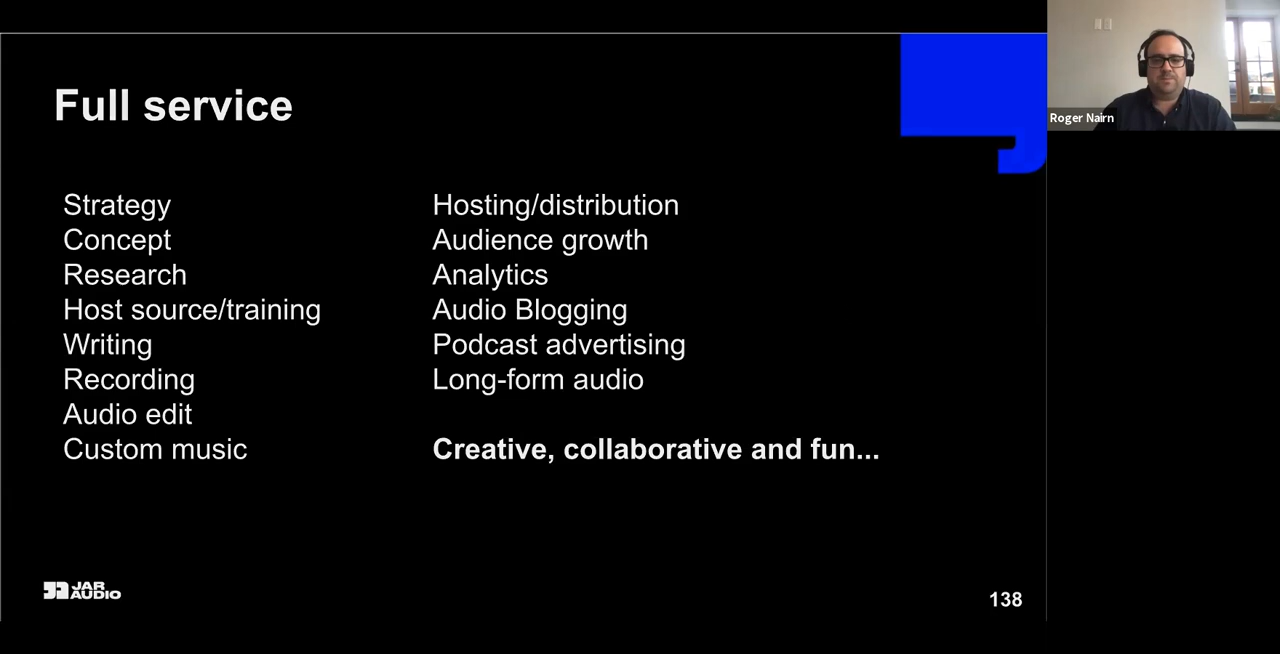 Full service
Strategy
Concept
Research
Host source/training
Writing
Recording
Audio edit
Custom music
Hosting/distribution
Audience growth
Analytics
Audio Blogging
Podcast advertising
Long-form audio
Creative, collaborative and fun...
JAR
AUDIO
138
Roger Nairn